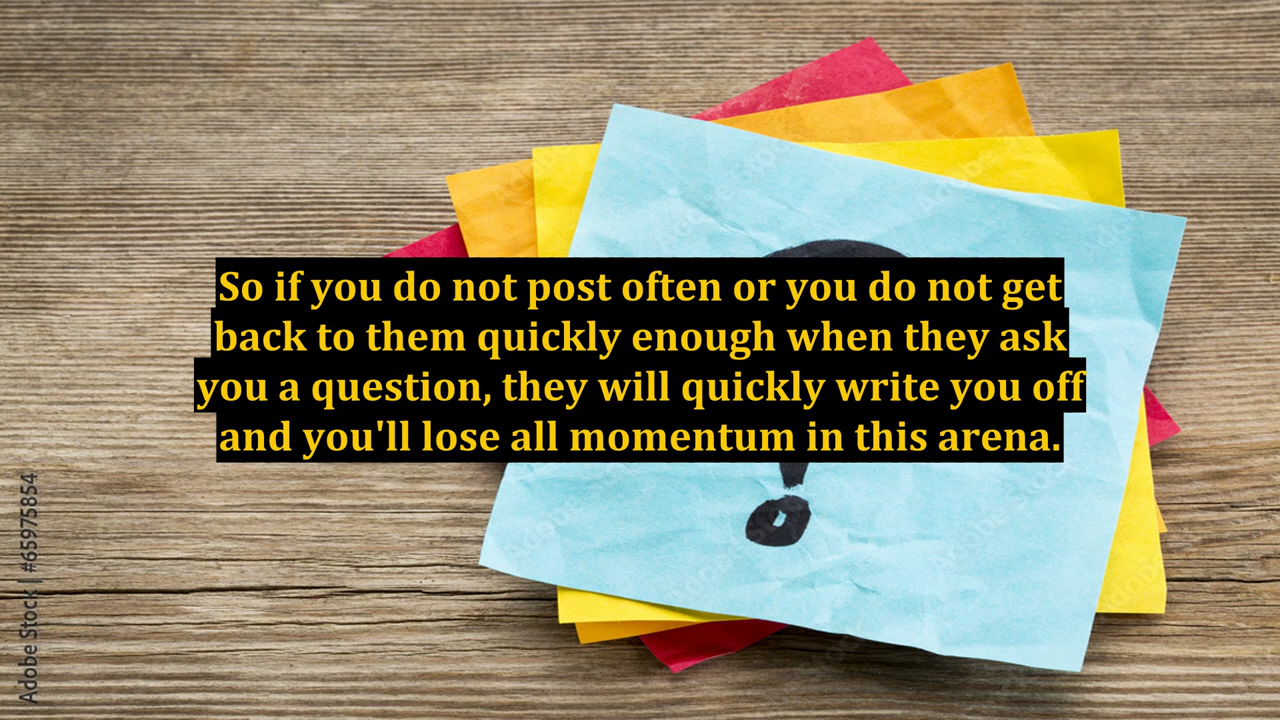 So if you do not post often or you do not get
back to them quickly enough when they ask
you a question, they will quickly write you off
and you'll lose all momentum in this arena.
?
Adobe Stock | #65975854